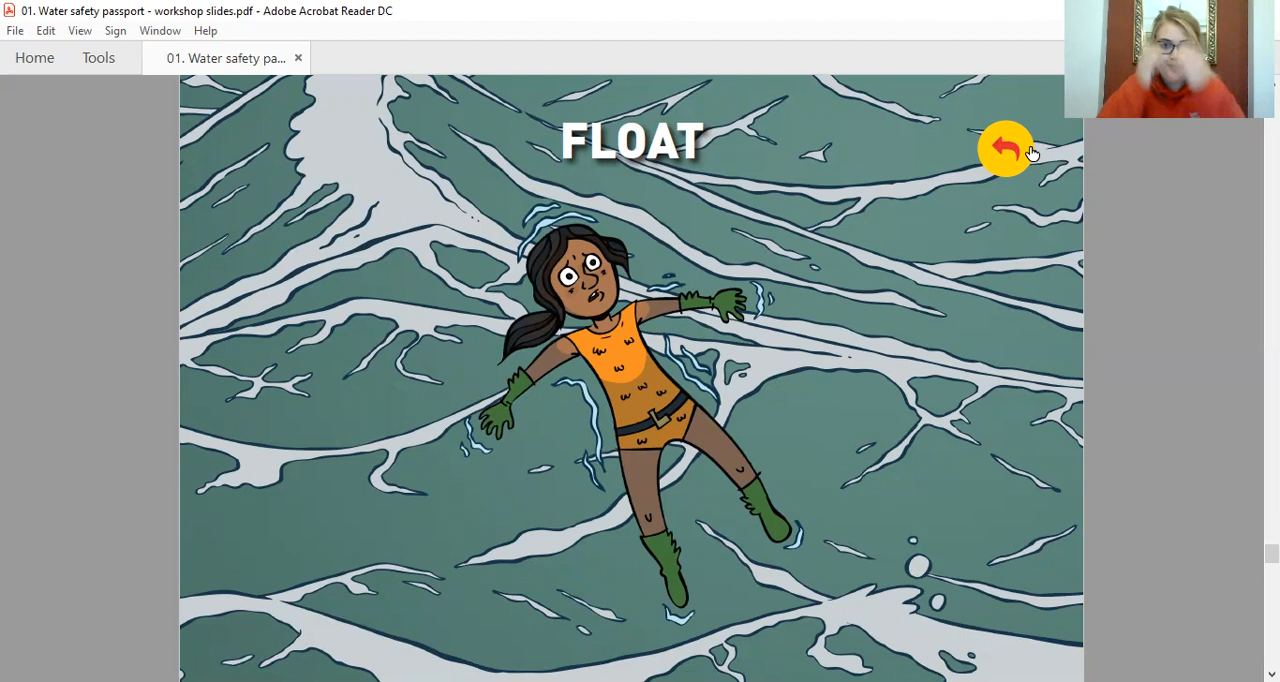 01. Water safety passport - workshop slides.pdf - Adobe Acrobat Reader DC
File Edit View Sign Window Help
Home Tools 01. Water safety pa... ×
FLOAT